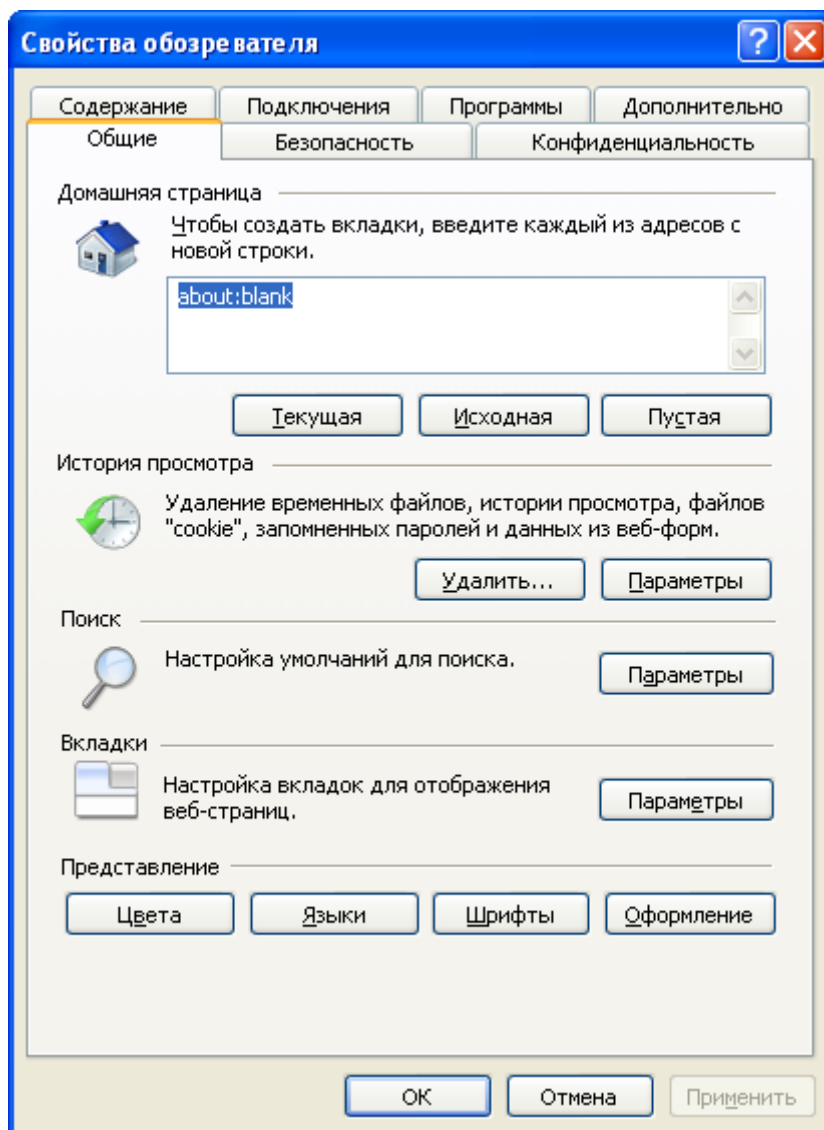 Свойства обозревателя
Содержание Подключения Программы Дополнительно
Общие Безопасность Конфиденциальность
Домашняя страница
Чтобы создать вкладки, введите каждый из адресов с
новой строки.
about:blank
Текущая Исходная Пустая
История просмотра
Удаление временных файлов, истории просмотра, файлов
"cookie", запомненных паролей и данных из веб-форм.
Удалить... Параметры
Поиск
Настройка умолчаний для поиска.
Параметры
Вкладки
Настройка вкладок для отображения
веб-страниц.
Параметры
Представление
Цвета Языки Шрифты Оформление
ОК Отмена Применить